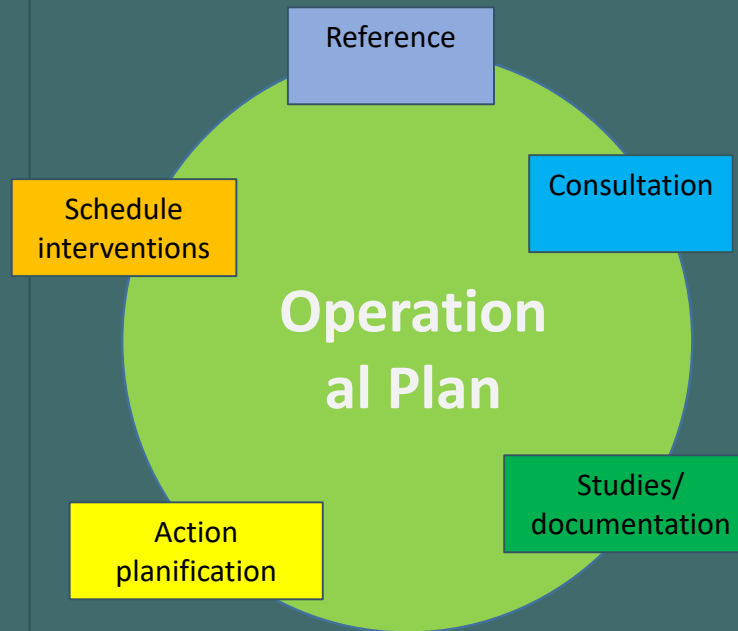 Reference
Consultation
Schedule
interventions
Operation
al Plan
Studies/
documentation
Action
planification